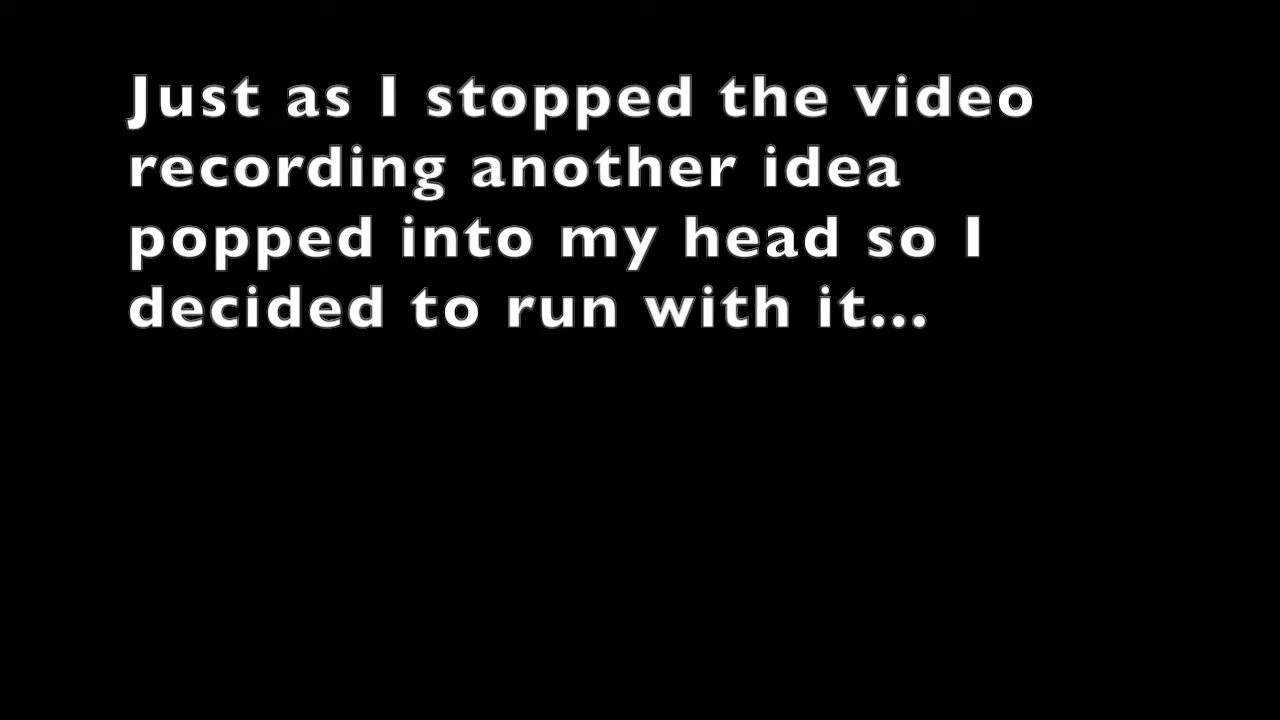 Just as I stopped the video
recording another idea
popped into my head so I
decided to run with it...